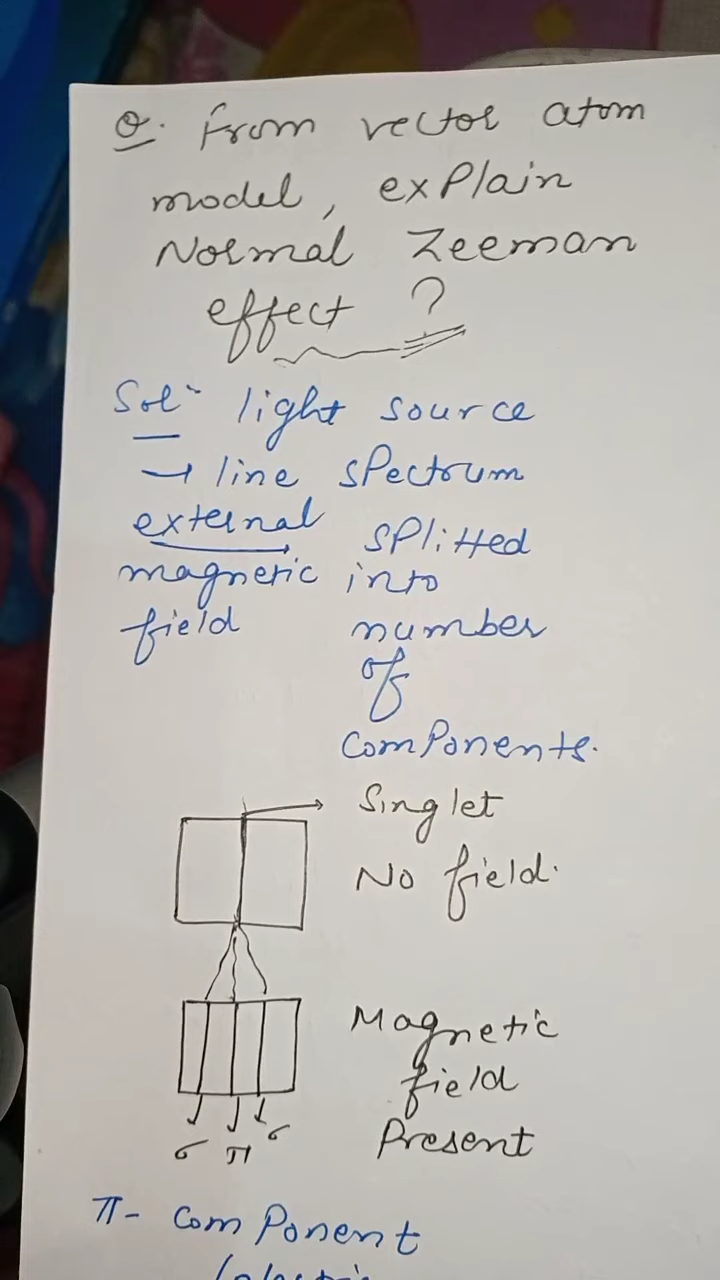 Q. From vector atom
model, explain
Normal Zeeman
effect ?
Sol- light source
→ line spectrum
external splitted
magnetic into
field number
of
components.
Singlet
No field.
Magnetic
field
Present
σ π σ
π- component